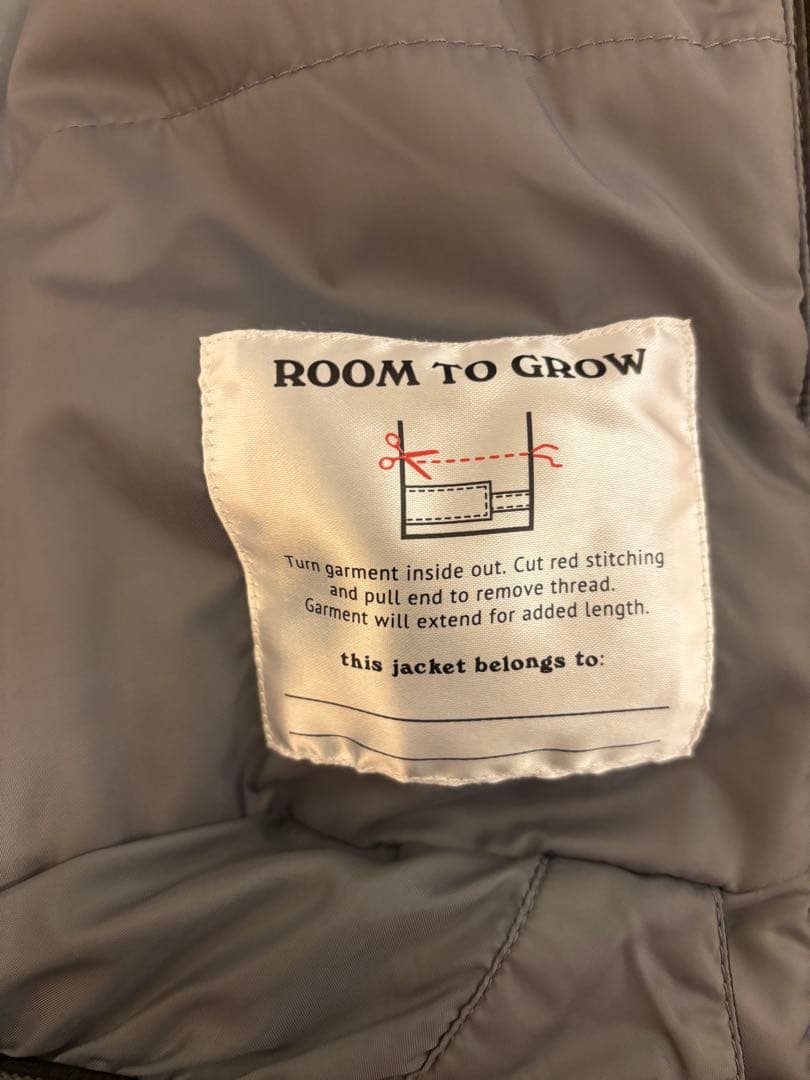 ROOM TO GROW
Turn garment inside out. Cut red stitching
and pull end to remove thread.
Garment will extend for added length.
this jacket belongs to: